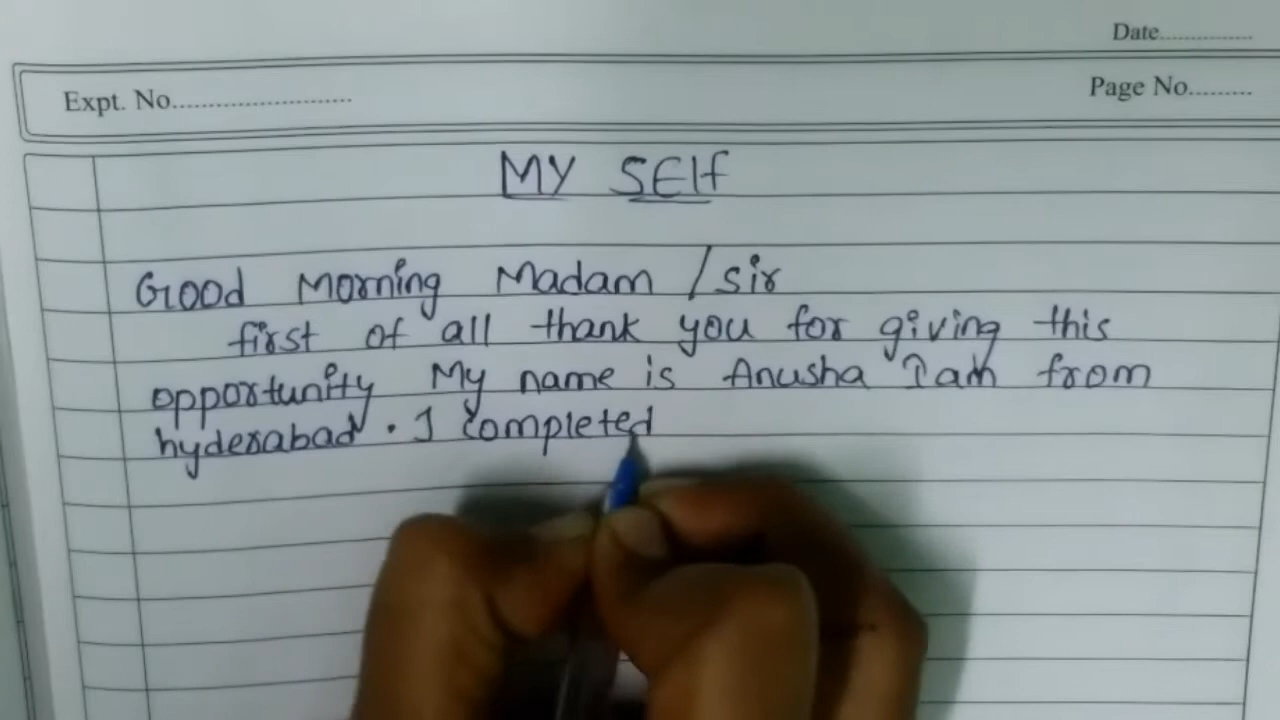 Date...............
Expt. No..........................
Page No.........
MY SElf
Good Morning Madam /sir
first of all thank you for giving this
opportunity My name is Anusha Iam from
hyderabad . I completed